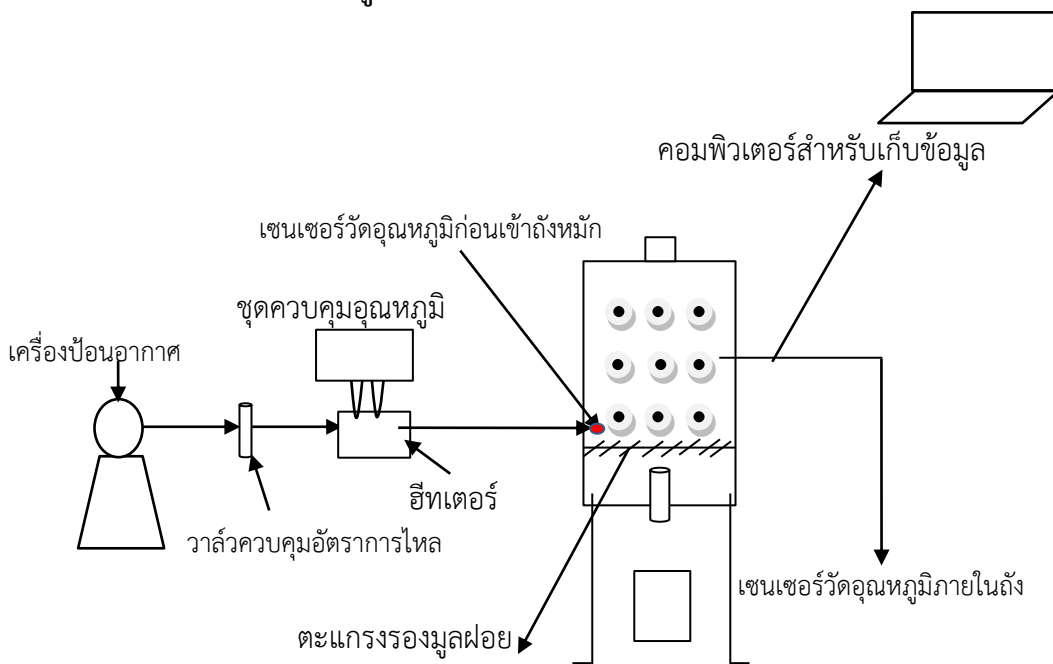 คอมพิวเตอร์สำหรับเก็บข้อมูล
เซนเซอร์วัดอุณหภูมิก่อนเข้าถังหมัก
ชุดควบคุมอุณหภูมิ
เครื่องป้อนอากาศ
ฮีทเตอร์
วาล์วควบคุมอัตราการไหล
เซนเซอร์วัดอุณหภูมิภายในถัง
ตะแกรงรองมูลฝอย